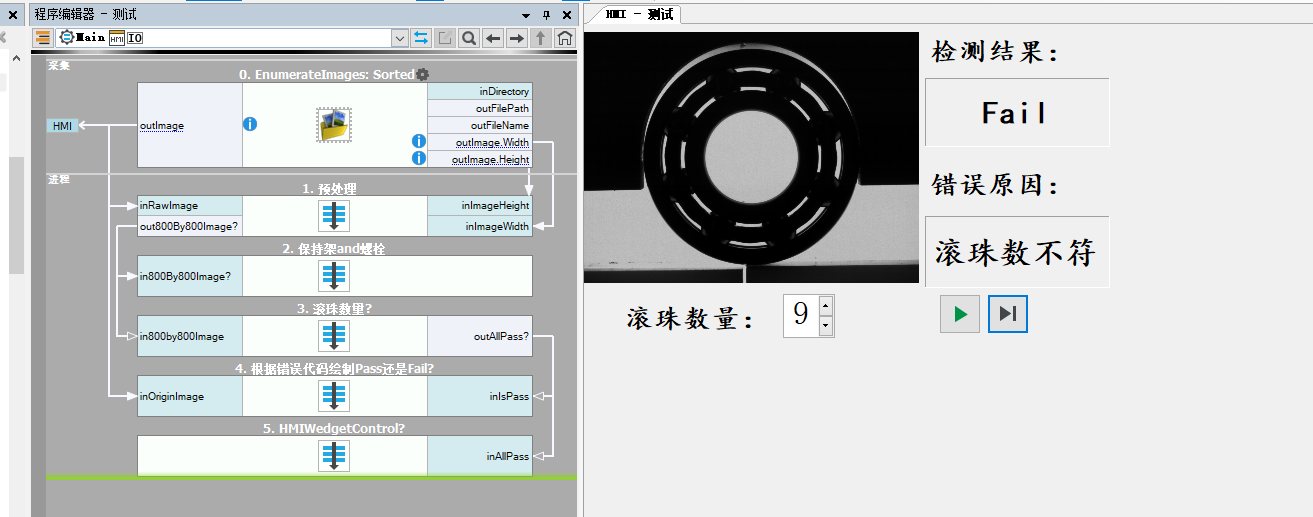 程序编辑器 - 测试
Main HMI IO
采集
0. EnumerateImages: Sorted
HMI
outImage
inDirectory
outFilePath
outFileName
outImage.Width
outImage.Height
进程
1. 预处理
inRawImage
inImageHeight
out800By800Image?
inImageWidth
2. 保持架and螺栓
in800By800Image?
3. 滚珠数量?
in800by800Image
outAllPass?
4. 根据错误代码绘制Pass还是Fail?
inOriginImage
inIsPass
5. HMIWedgetControl?
inAllPass
HMI - 测试
检测结果:
Fail
错误原因:
滚珠数不符
滚珠数量: 9